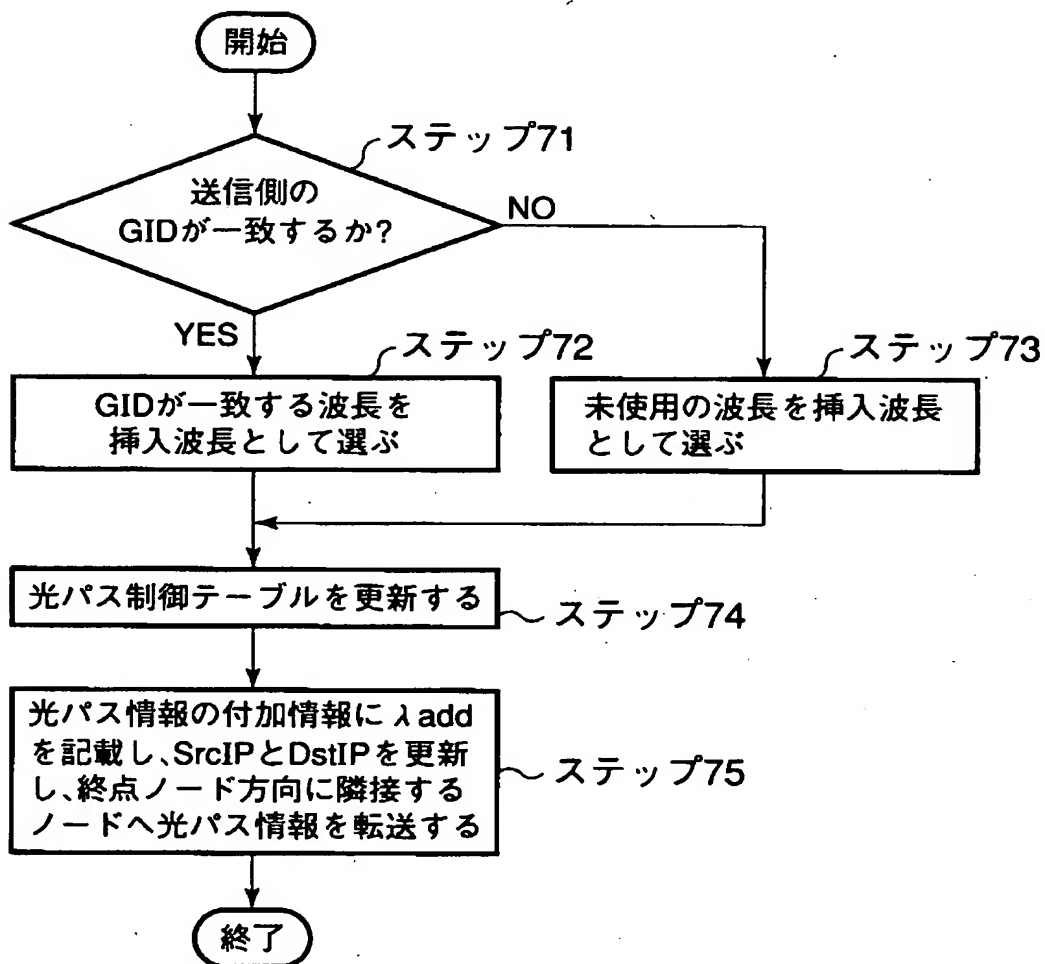 開始
ステップ71
送信側の
GIDが一致するか?
NO
YES
ステップ72
ステップ73
GIDが一致する波長を
挿入波長として選ぶ
未使用の波長を挿入波長
として選ぶ
光パス制御テーブルを更新する
ステップ74
光パス情報の付加情報にλadd
を記載し、SrcIPとDstIPを更新
し、終点ノード方向に隣接する
ノードへ光パス情報を転送する
ステップ75
終了